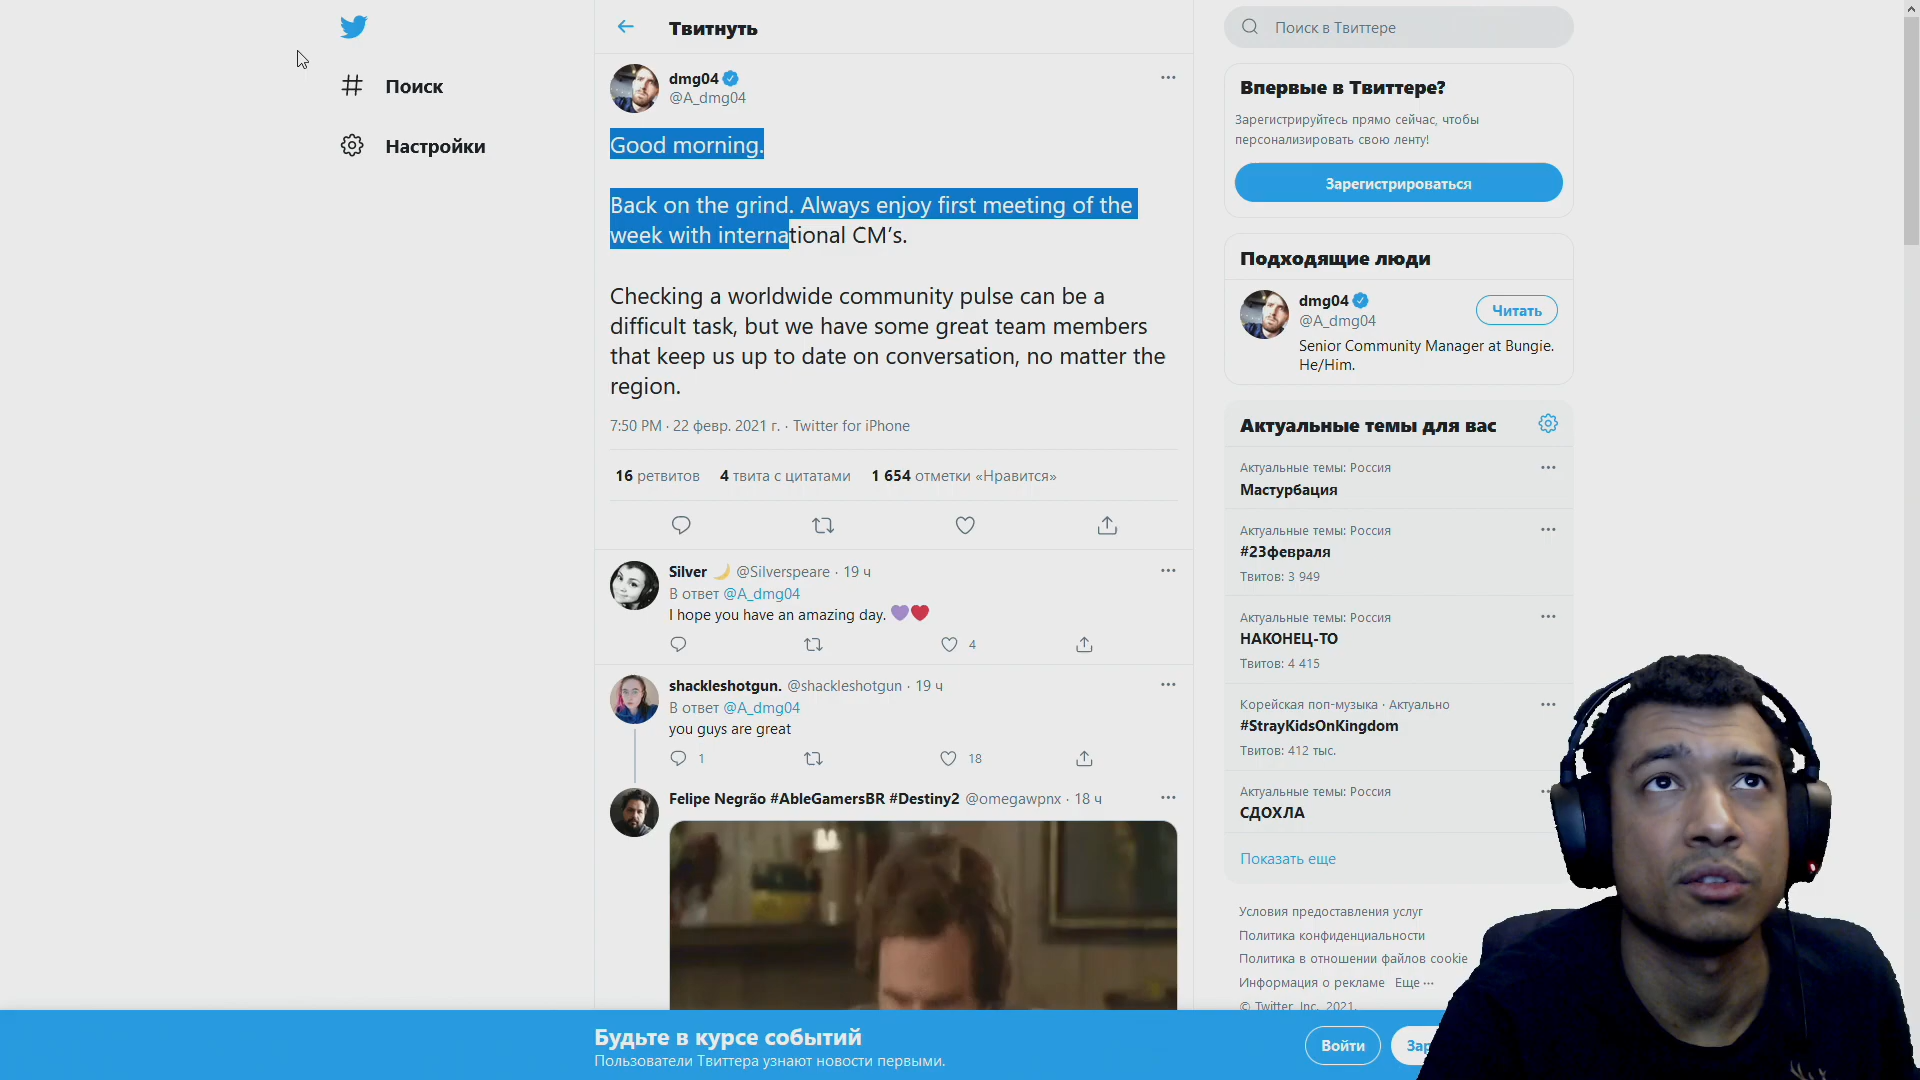 Поиск
Настройки
Твитнуть
dmg04
@A_dmg04
Good morning.
Back on the grind. Always enjoy first meeting of the
week with international CM’s.
Checking a worldwide community pulse can be a
difficult task, but we have some great team members
that keep us up to date on conversation, no matter the
region.
7:50 PM · 22 февр. 2021 г. · Twitter for iPhone
16 ретвитов 4 твита с цитатами 1 654 отметки «Нравится»
Silver @Silverspeare · 19 ч
В ответ @A_dmg04
I hope you have an amazing day.
4
shackleshotgun. @shackleshotgun · 19 ч
В ответ @A_dmg04
you guys are great
1 18
Felipe Negrão #AbleGamersBR #Destiny2 @omegawpnx · 18 ч
Поиск в Твиттере
Впервые в Твиттере?
Зарегистрируйтесь прямо сейчас, чтобы
персонализировать свою ленту!
Зарегистрироваться
Подходящие люди
dmg04
@A_dmg04
Читать
Senior Community Manager at Bungie.
He/Him.
Актуальные темы для вас
Актуальные темы: Россия
Мастурбация
Актуальные темы: Россия
#23февраля
Твитов: 3 949
Актуальные темы: Россия
НАКОНЕЦ-ТО
Твитов: 4 415
Корейская поп-музыка · Актуально
#StrayKidsOnKingdom
Твитов: 412 тыс.
Актуальные темы: Россия
СДОХЛА
Показать еще
Условия предоставления услуг
Политика конфиденциальности
Политика в отношении файлов cookie
Информация о рекламе Еще
© Twitter, Inc. 2021.
Будьте в курсе событий
Пользователи Твиттера узнают новости первыми.
Войти